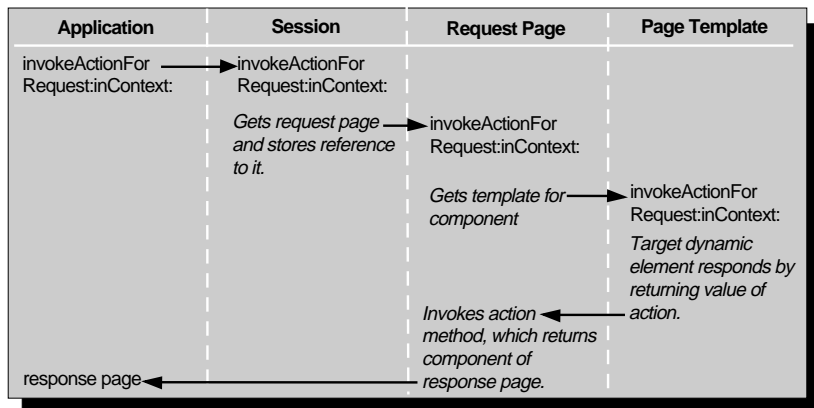 Application
Session
Request Page
Page Template
invokeActionFor
Request:inContext:
invokeActionFor
Request:inContext:
Gets request page
and stores reference
to it.
invokeActionFor
Request:inContext:
Gets template for
component
invokeActionFor
Request:inContext:
Target dynamic
element responds by
returning value of
action.
Invokes action
method, which returns
component of
response page.
response page